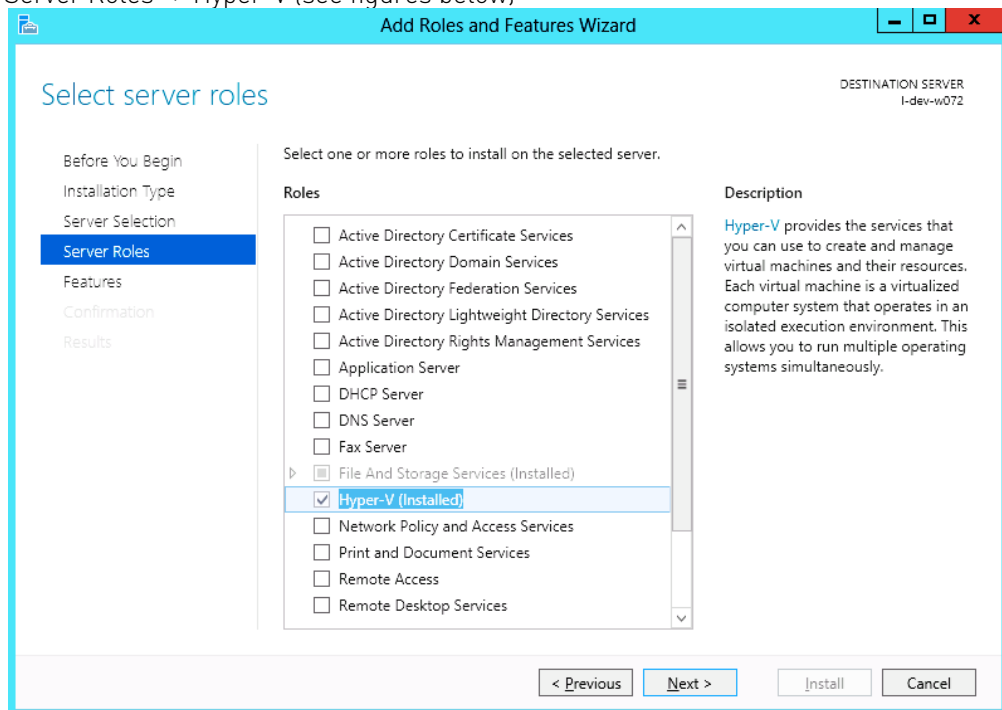 Server Roles -> Hyper-V (see figures below)
Add Roles and Features Wizard
Select server roles
DESTINATION SERVER
l-dev-w072
Before You Begin
Installation Type
Server Selection
Server Roles
Features
Confirmation
Results
Select one or more roles to install on the selected server.
Roles
Active Directory Certificate Services
Active Directory Domain Services
Active Directory Federation Services
Active Directory Lightweight Directory Services
Active Directory Rights Management Services
Application Server
DHCP Server
DNS Server
Fax Server
File And Storage Services (Installed)
Hyper-V (Installed)
Network Policy and Access Services
Print and Document Services
Remote Access
Remote Desktop Services
Description
Hyper-V provides the services that
you can use to create and manage
virtual machines and their resources.
Each virtual machine is a virtualized
computer system that operates in an
isolated execution environment. This
allows you to run multiple operating
systems simultaneously.
< Previous
Next >
Install
Cancel